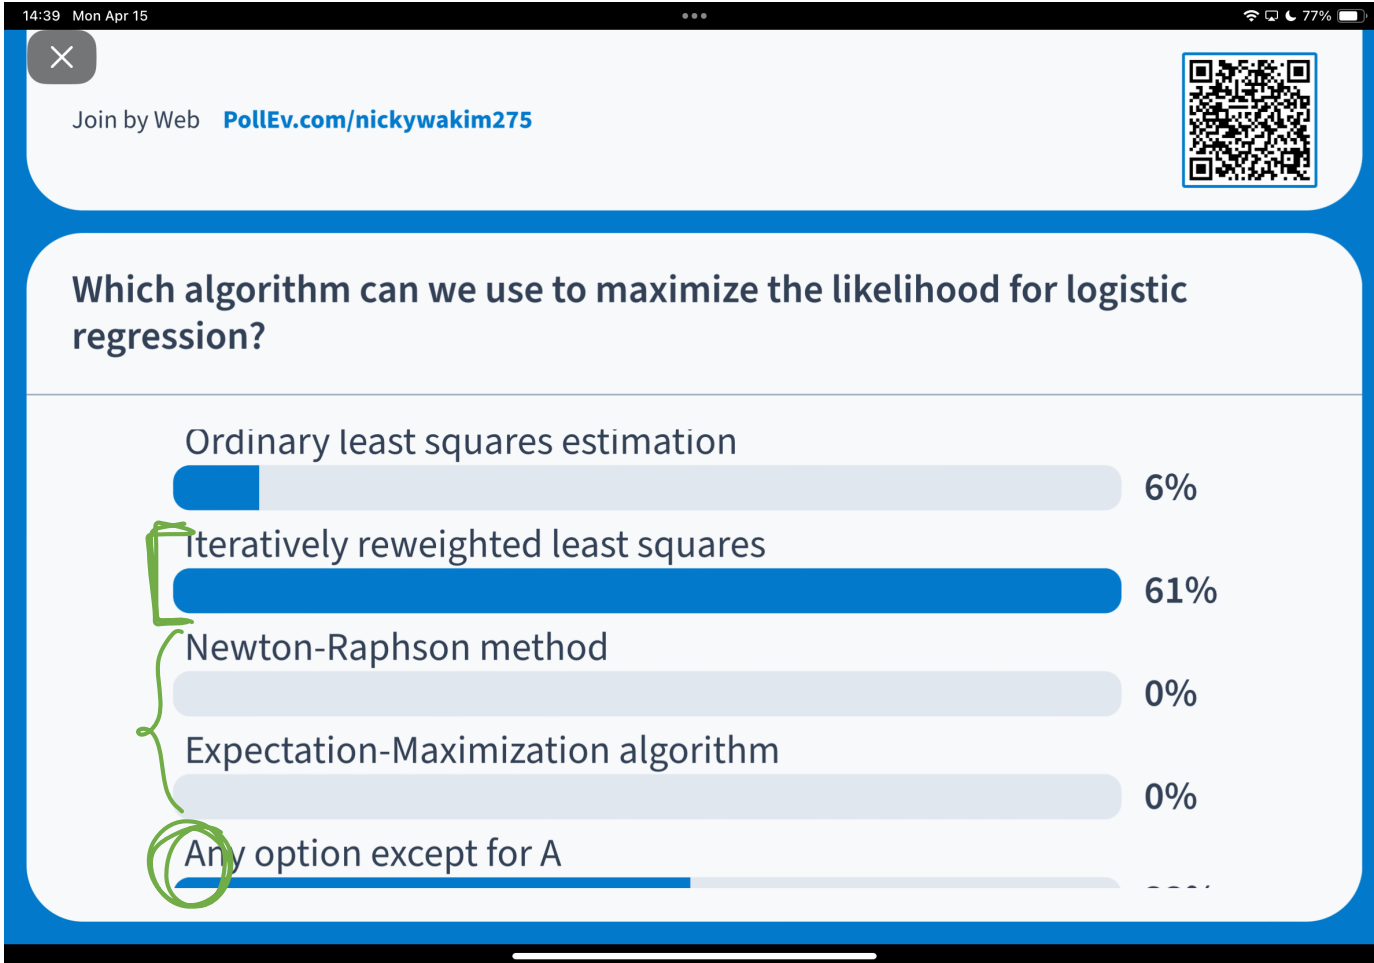 14:39 Mon Apr 15
77%
Join by Web PollEv.com/nickywakim275
Which algorithm can we use to maximize the likelihood for logistic
regression?
Ordinary least squares estimation
6%
Iteratively reweighted least squares
61%
Newton-Raphson method
0%
Expectation-Maximization algorithm
0%
Any option except for A